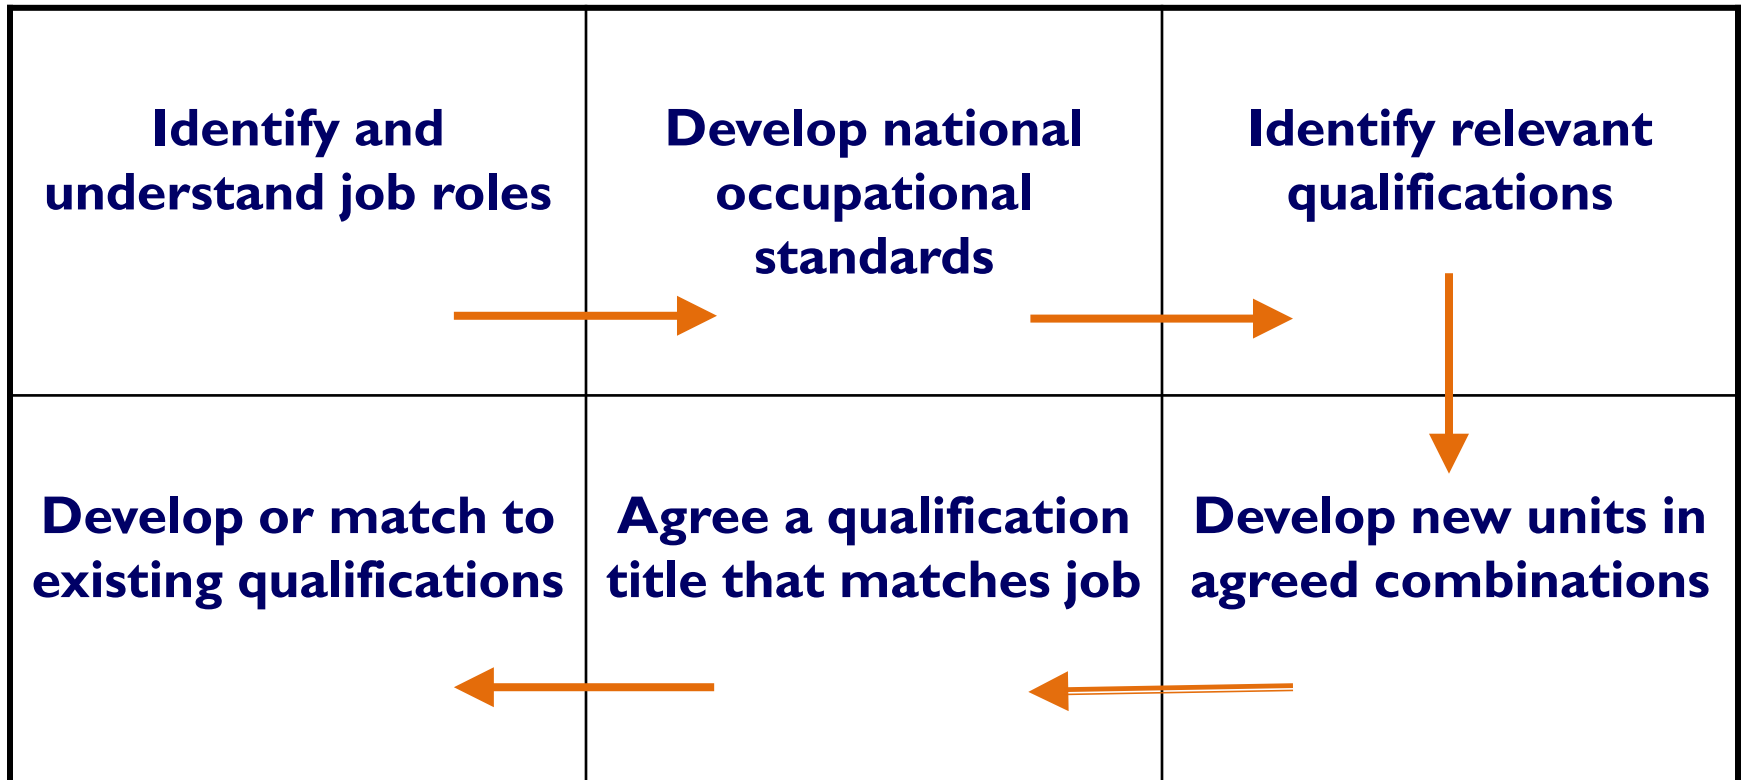 Identify and
understand job roles
Develop national
occupational
standards
Identify relevant
qualifications
Develop or match to
existing qualifications
Agree a qualification
title that matches job
Develop new units in
agreed combinations